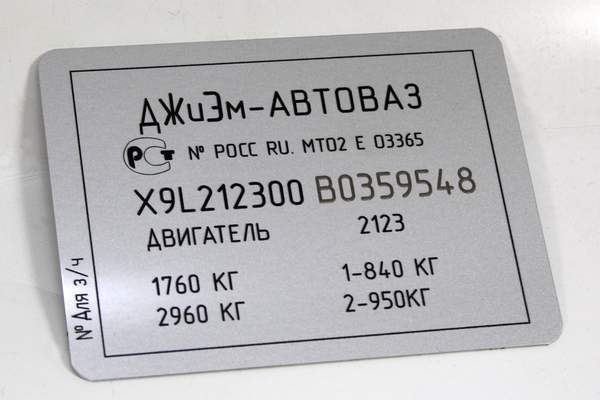 ДЖиЭм-АВТОВАЗ
РСТ № РОСС RU. МТ02 Е 03365
X9L212300 B0359548
ДВИГАТЕЛЬ 2123
1760 КГ 1-840 КГ
2960 КГ 2-950КГ
№ Для З/Ч